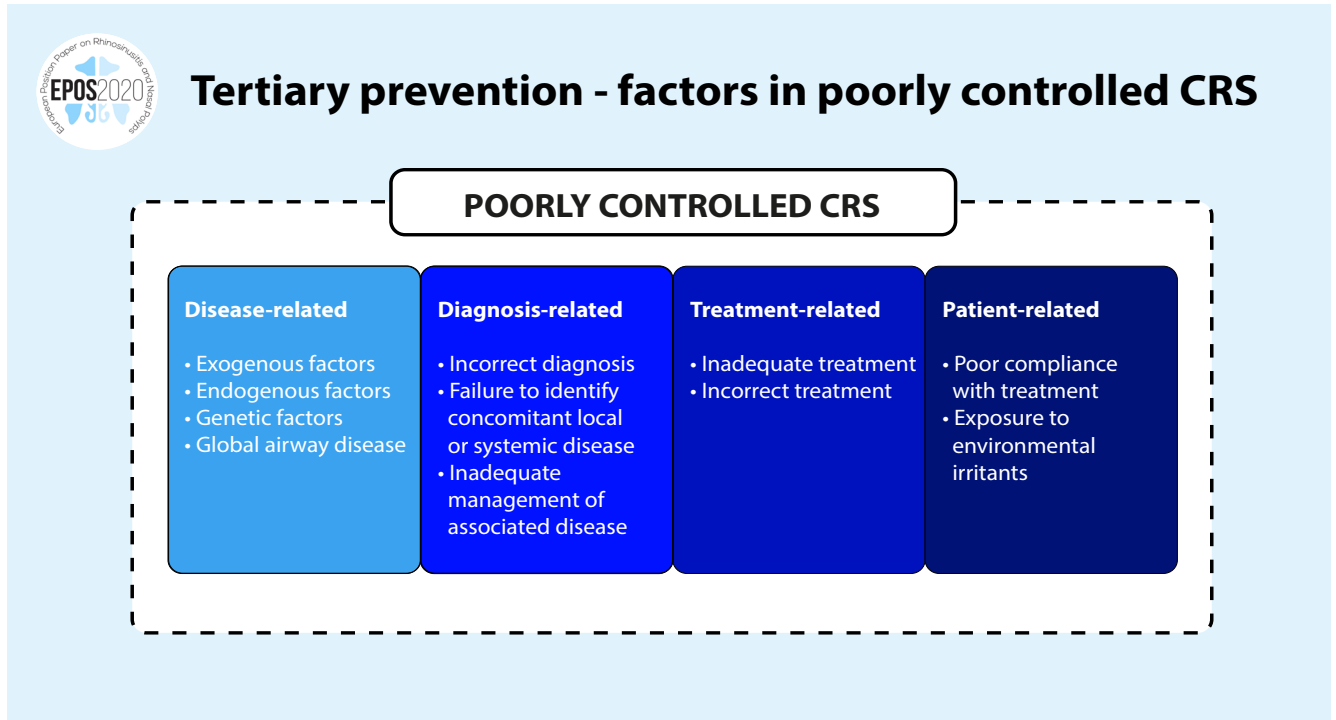 European Position Paper on Rhinosinusitis and Nasal Polyps
EPOS2020
Tertiary prevention - factors in poorly controlled CRS
POORLY CONTROLLED CRS
Disease-related
• Exogenous factors
• Endogenous factors
• Genetic factors
• Global airway disease
Diagnosis-related
• Incorrect diagnosis
• Failure to identify
concomitant local
or systemic disease
• Inadequate
management of
associated disease
Treatment-related
• Inadequate treatment
• Incorrect treatment
Patient-related
• Poor compliance
with treatment
• Exposure to
environmental
irritants